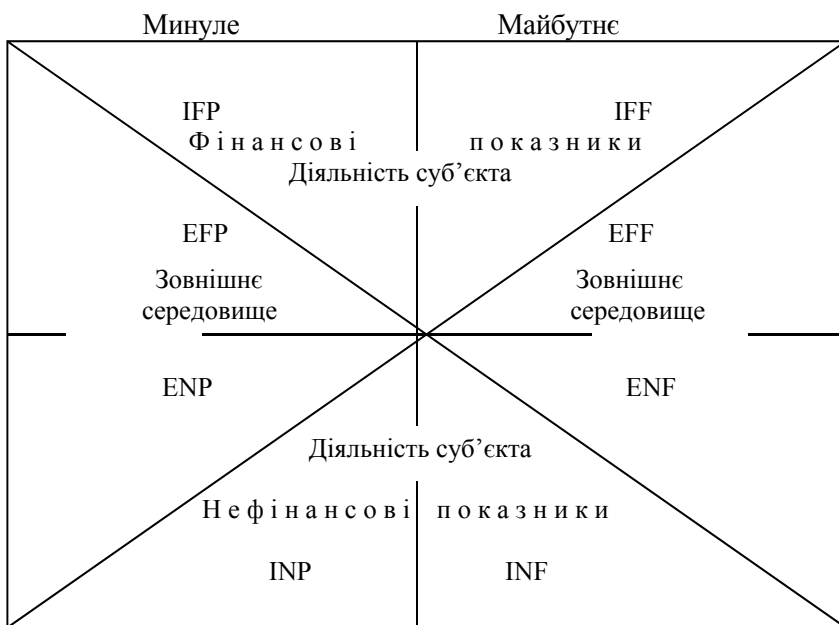 Минуле Майбутнє
IFP IFF
Фінансові показники
Діяльність суб’єкта
EFP EFF
Зовнішнє середовище Зовнішнє середовище
ENP ENF
Діяльність суб’єкта
Нефінансові показники
INP INF